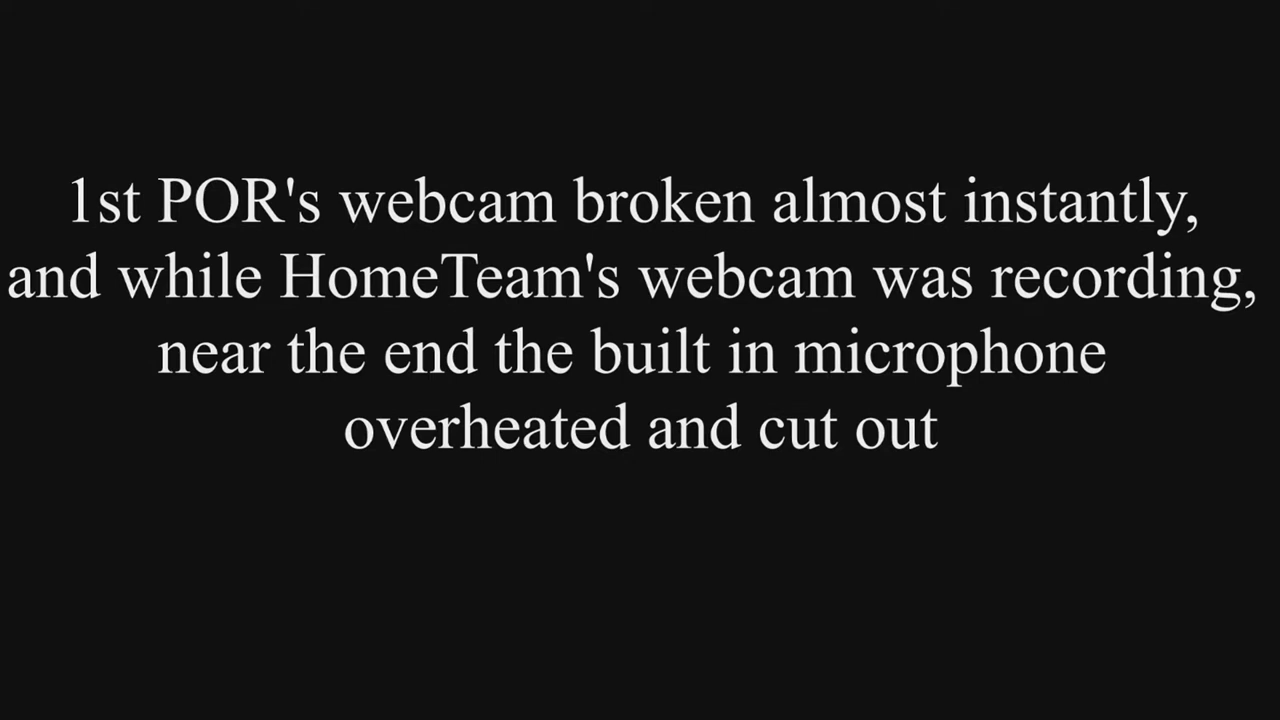 1st POR's webcam broken almost instantly,
and while HomeTeam's webcam was recording,
near the end the built in microphone
overheated and cut out